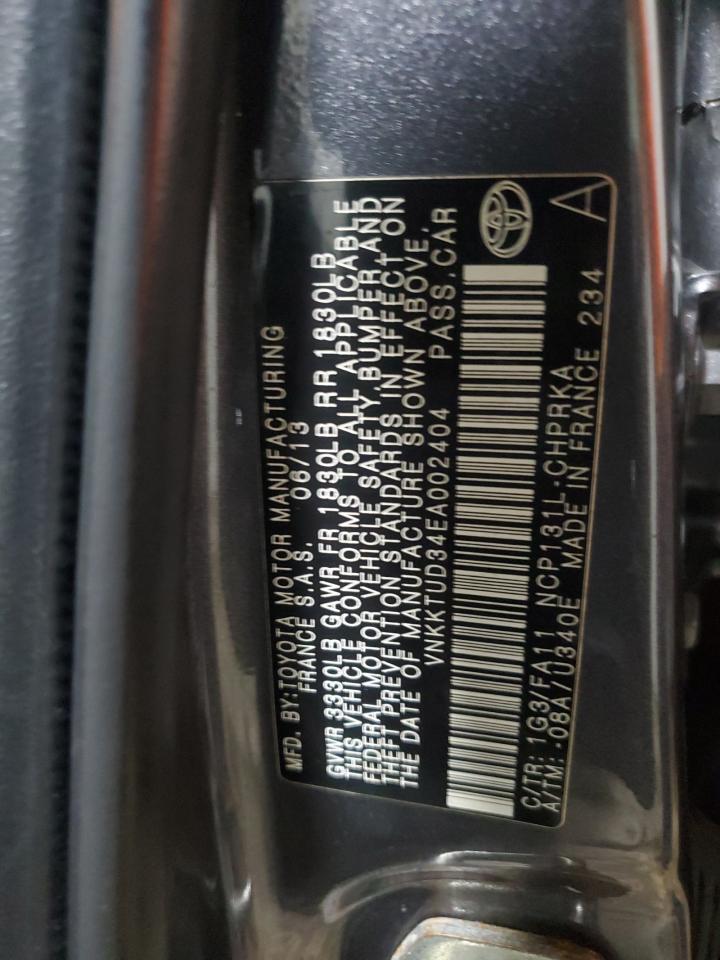 MFD. BY: TOYOTA MOTOR MANUFACTURING
FRANCE S.A.S. 06/13
GVWR 3330LB GAWR FR 1830LB RR 1830LB
THIS VEHICLE CONFORMS TO ALL APPLICABLE
FEDERAL MOTOR VEHICLE SAFETY, BUMPER, AND
THEFT PREVENTION STANDARDS IN EFFECT ON
THE DATE OF MANUFACTURE SHOWN ABOVE.
VNKKTUD34EA002404 PASS. CAR
C/TR: 1G3/FA11 NCP131L-CHPRKA
A/TM: -08A/U340E MADE IN FRANCE 234
A